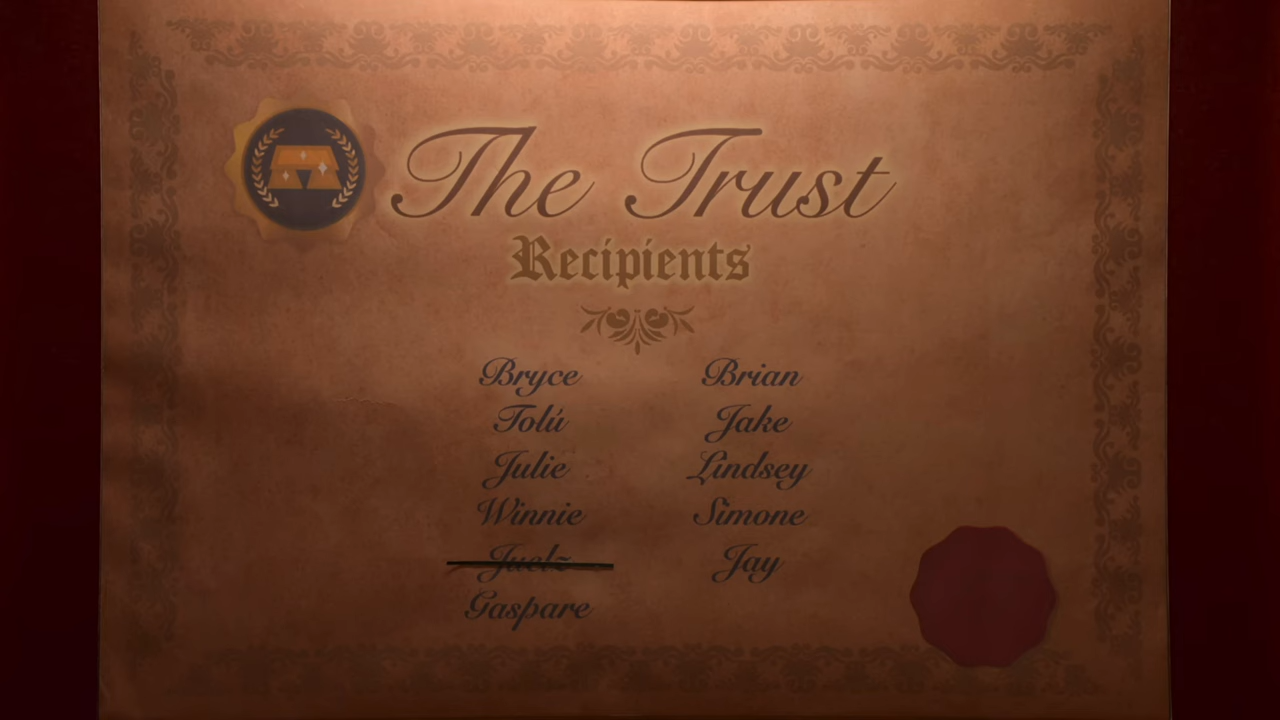 The Trust
Recipients
Bryce
Tolú
Julie
Winnie
Juelz
Gaspare
Brian
Jake
Lindsey
Simone
Jay